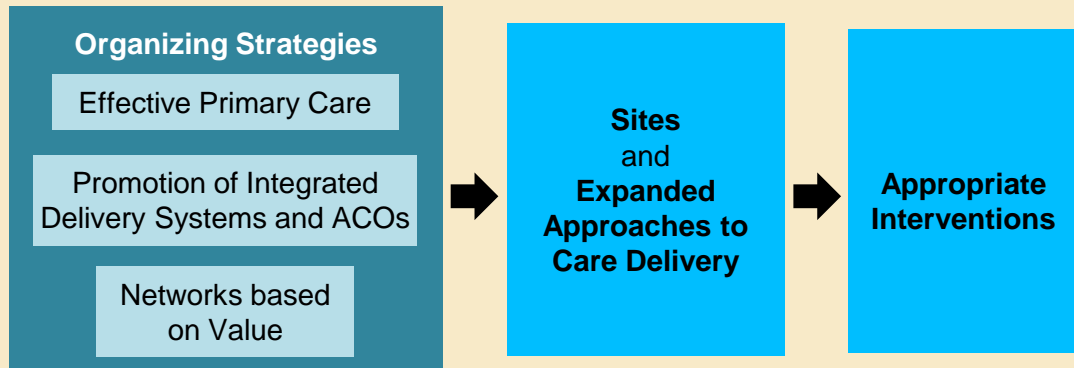 Organizing Strategies
Effective Primary Care
Promotion of Integrated
Delivery Systems and ACOs
Networks based
on Value
Sites
and
Expanded
Approaches to
Care Delivery
Appropriate
Interventions